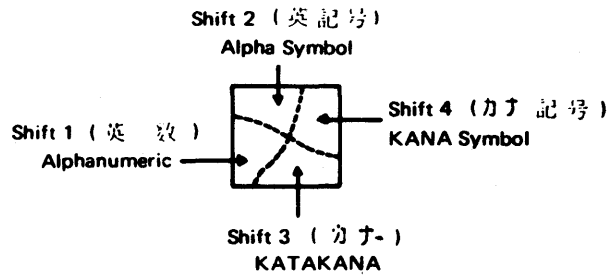 Shift 2 (英記号)
Alpha Symbol
Shift 4 (カナ 記号)
KANA Symbol
Shift 1 (英 数)
Alphanumeric
Shift 3 (カナ)
KATAKANA